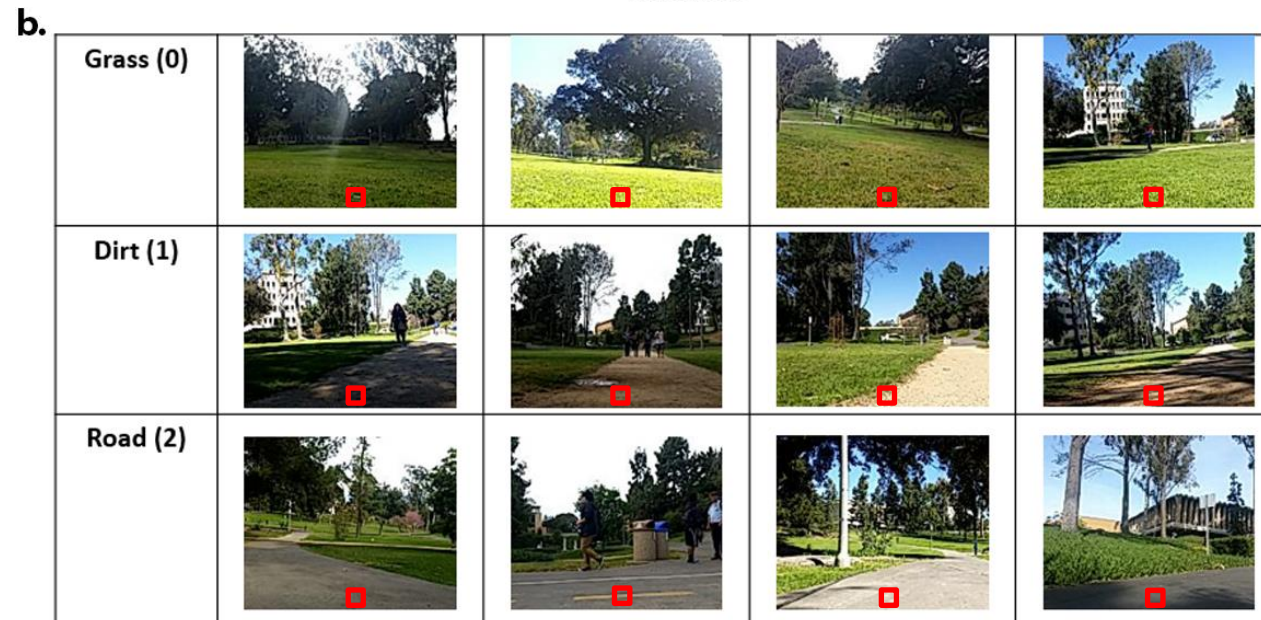 b.
Grass (0)
Dirt (1)
Road (2)